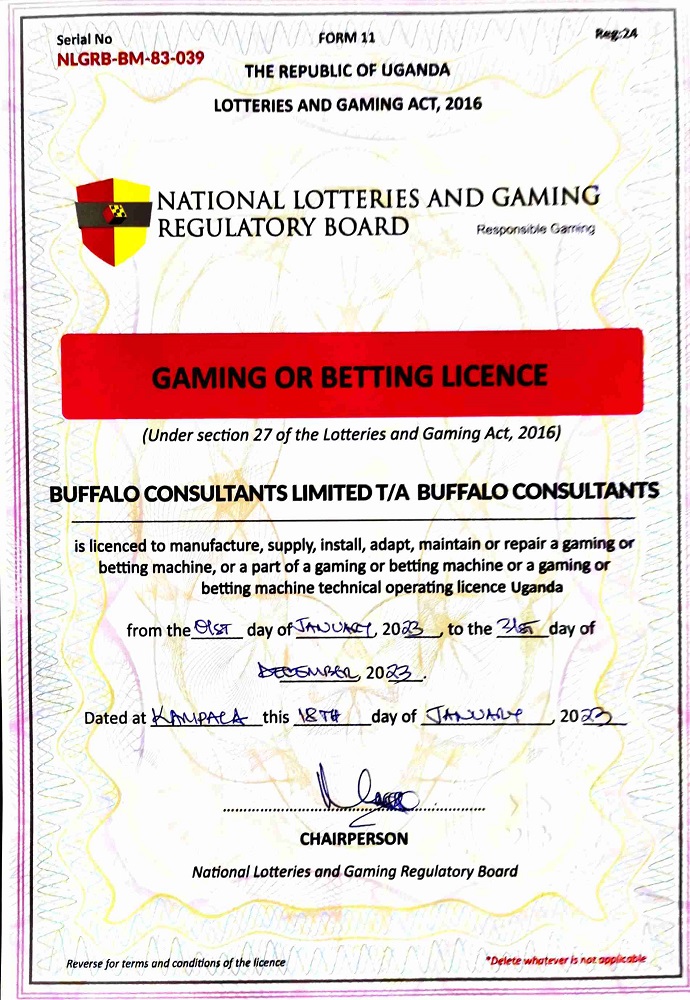 Serial No
FORM 11
Reg:24
NLGRB-BM-83-039
THE REPUBLIC OF UGANDA
LOTTERIES AND GAMING ACT, 2016
NATIONAL LOTTERIES AND GAMING
REGULATORY BOARD
Responsible Gaming
GAMING OR BETTING LICENCE
(Under section 27 of the Lotteries and Gaming Act, 2016)
BUFFALO CONSULTANTS LIMITED T/A BUFFALO CONSULTANTS
is licenced to manufacture, supply, install, adapt, maintain or repair a gaming or
betting machine, or a part of a gaming or betting machine or a gaming or
betting machine technical operating licence Uganda
from the 01ST day of JANUARY, 2023, to the 31ST day of
DECEMBER, 2023.
Dated at KAMPALA this 18TH day of JANUARY, 2023
CHAIRPERSON
National Lotteries and Gaming Regulatory Board
Reverse for terms and conditions of the licence
*Delete whatever is not applicable